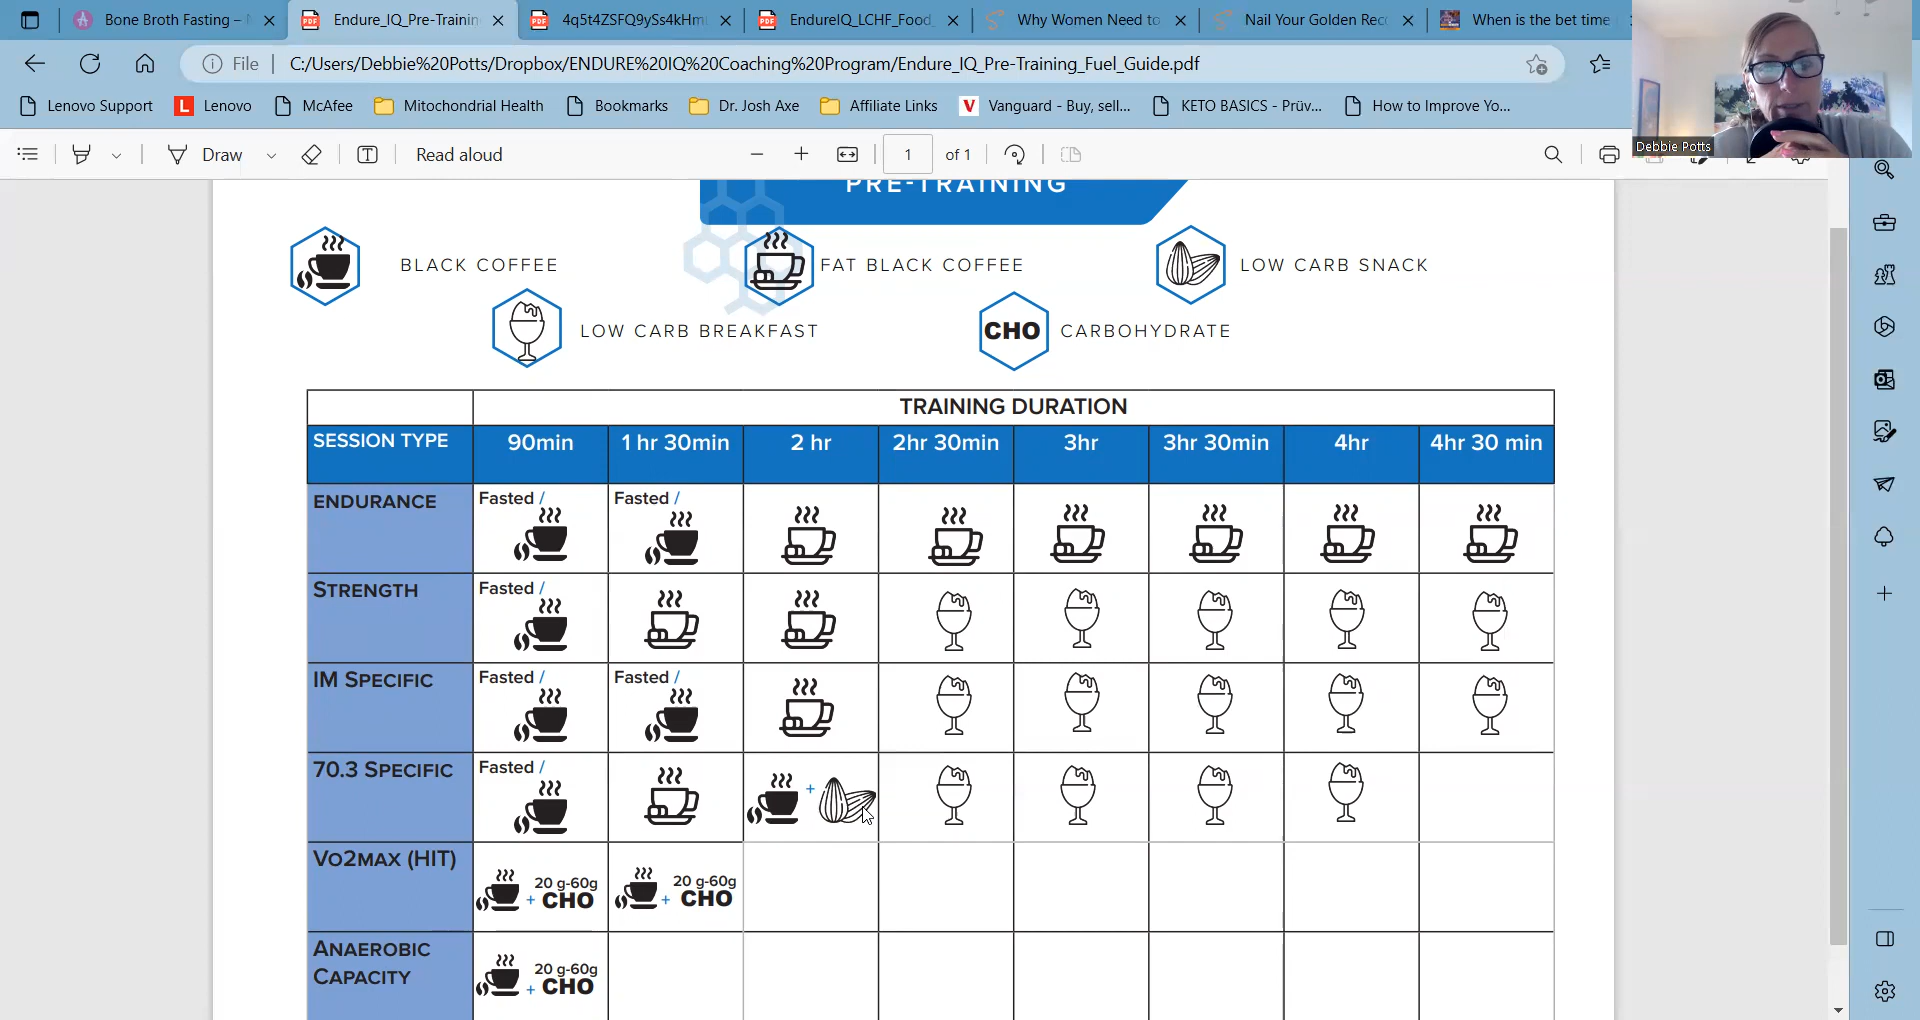 Bone Broth Fasting –
Endure_IQ_Pre-Trainin
4q5t4ZSFQ9ySs4kHm
EndureIQ_LCHF_Food_
Why Women Need to
Nail Your Golden Rec
When is the bet time
File
C:/Users/Debbie%20Potts/Dropbox/ENDURE%20IQ%20Coaching%20Program/Endure_IQ_Pre-Training_Fuel_Guide.pdf
Lenovo Support
L Lenovo
McAfee
Mitochondrial Health
Bookmarks
Dr. Josh Axe
Affiliate Links
V Vanguard - Buy, sell...
KETO BASICS - Prüv...
How to Improve Yo...
Debbie Potts
Draw
T
Read aloud
1 of 1
PRE-TRAINING
BLACK COFFEE
FAT BLACK COFFEE
LOW CARB SNACK
LOW CARB BREAKFAST
CHO CARBOHYDRATE
TRAINING DURATION
SESSION TYPE 90min 1 hr 30min 2 hr 2hr 30min 3hr 3hr 30min 4hr 4hr 30 min
ENDURANCE Fasted / Fasted /
STRENGTH Fasted /
IM SPECIFIC Fasted / Fasted /
70.3 SPECIFIC Fasted / +
VO2MAX (HIT) + 20 g-60g CHO + 20 g-60g CHO
ANAEROBIC
CAPACITY + 20 g-60g CHO